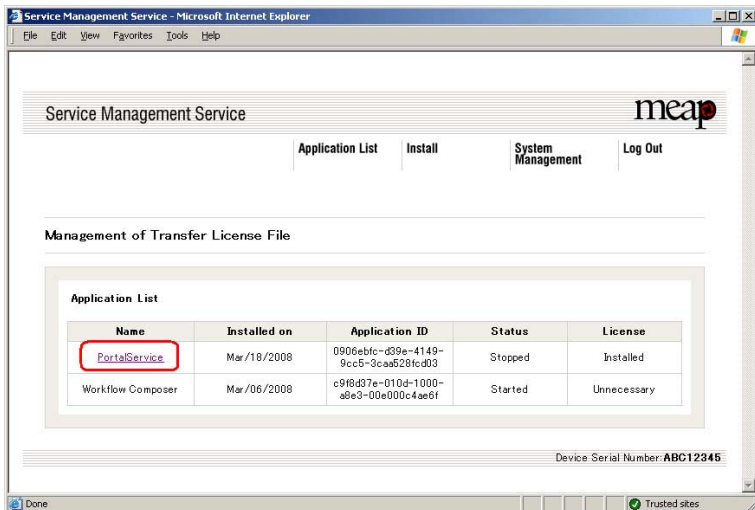 Service Management Service - Microsoft Internet Explorer
File Edit View Favorites Tools Help
Service Management Service
meap
Application List Install System Management Log Out
Management of Transfer License File
Application List
Name Installed on Application ID Status License
PortalService Mar/18/2008 0906ebfc-d39e-4149-9cc5-3caa528fcd03 Stopped Installed
Workflow Composer Mar/06/2008 c9f8d37e-010d-1000-a8e3-00e000c4ae6f Started Unnecessary
Device Serial Number:ABC12345
Done Trusted sites